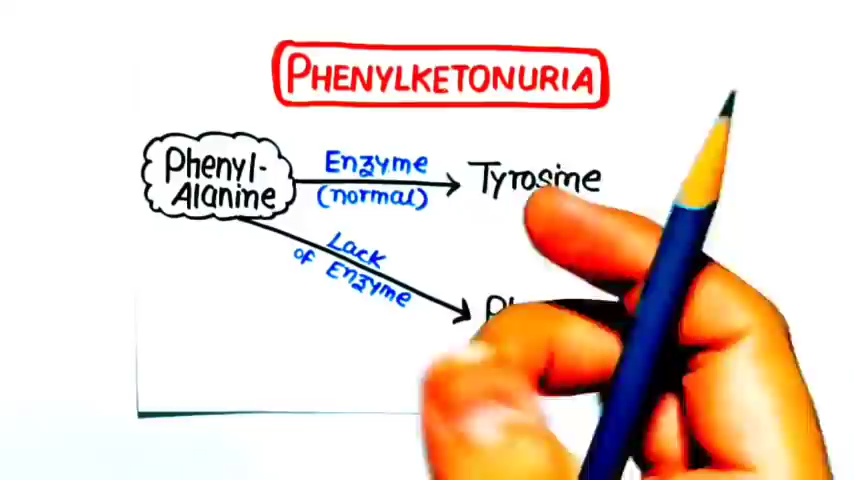 PHENYLKETONURIA
Phenyl-
Alanine
Enzyme
(normal)
Tyrosine
Lack
of Enzyme